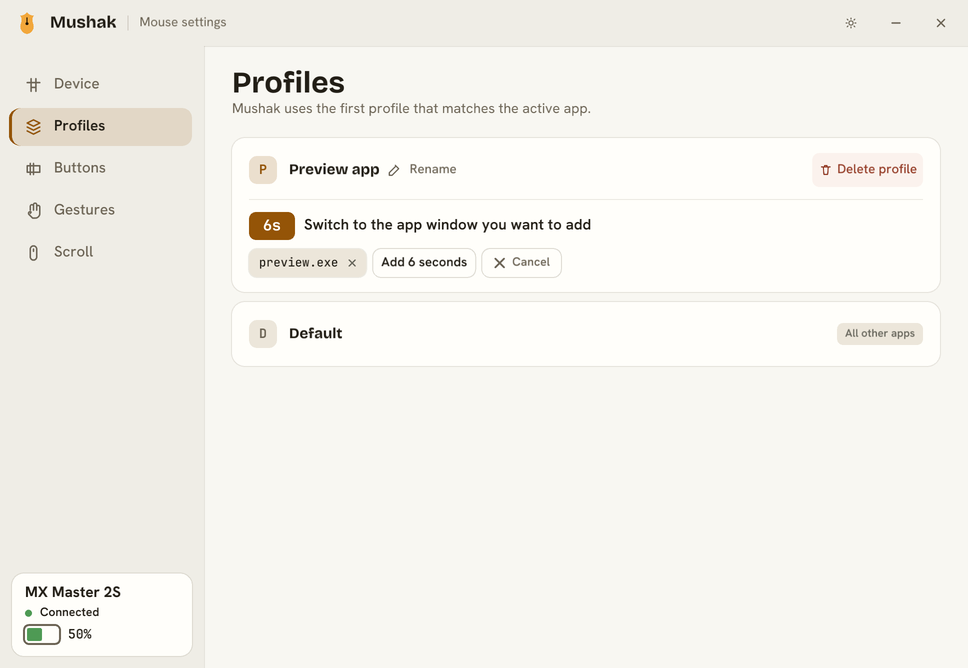 Mushak | Mouse settings
Device
Profiles
Buttons
Gestures
Scroll
Profiles
Mushak uses the first profile that matches the active app.
P Preview app Rename Delete profile
6s Switch to the app window you want to add
preview.exe × Add 6 seconds Cancel
D Default All other apps
MX Master 2S
Connected
50%